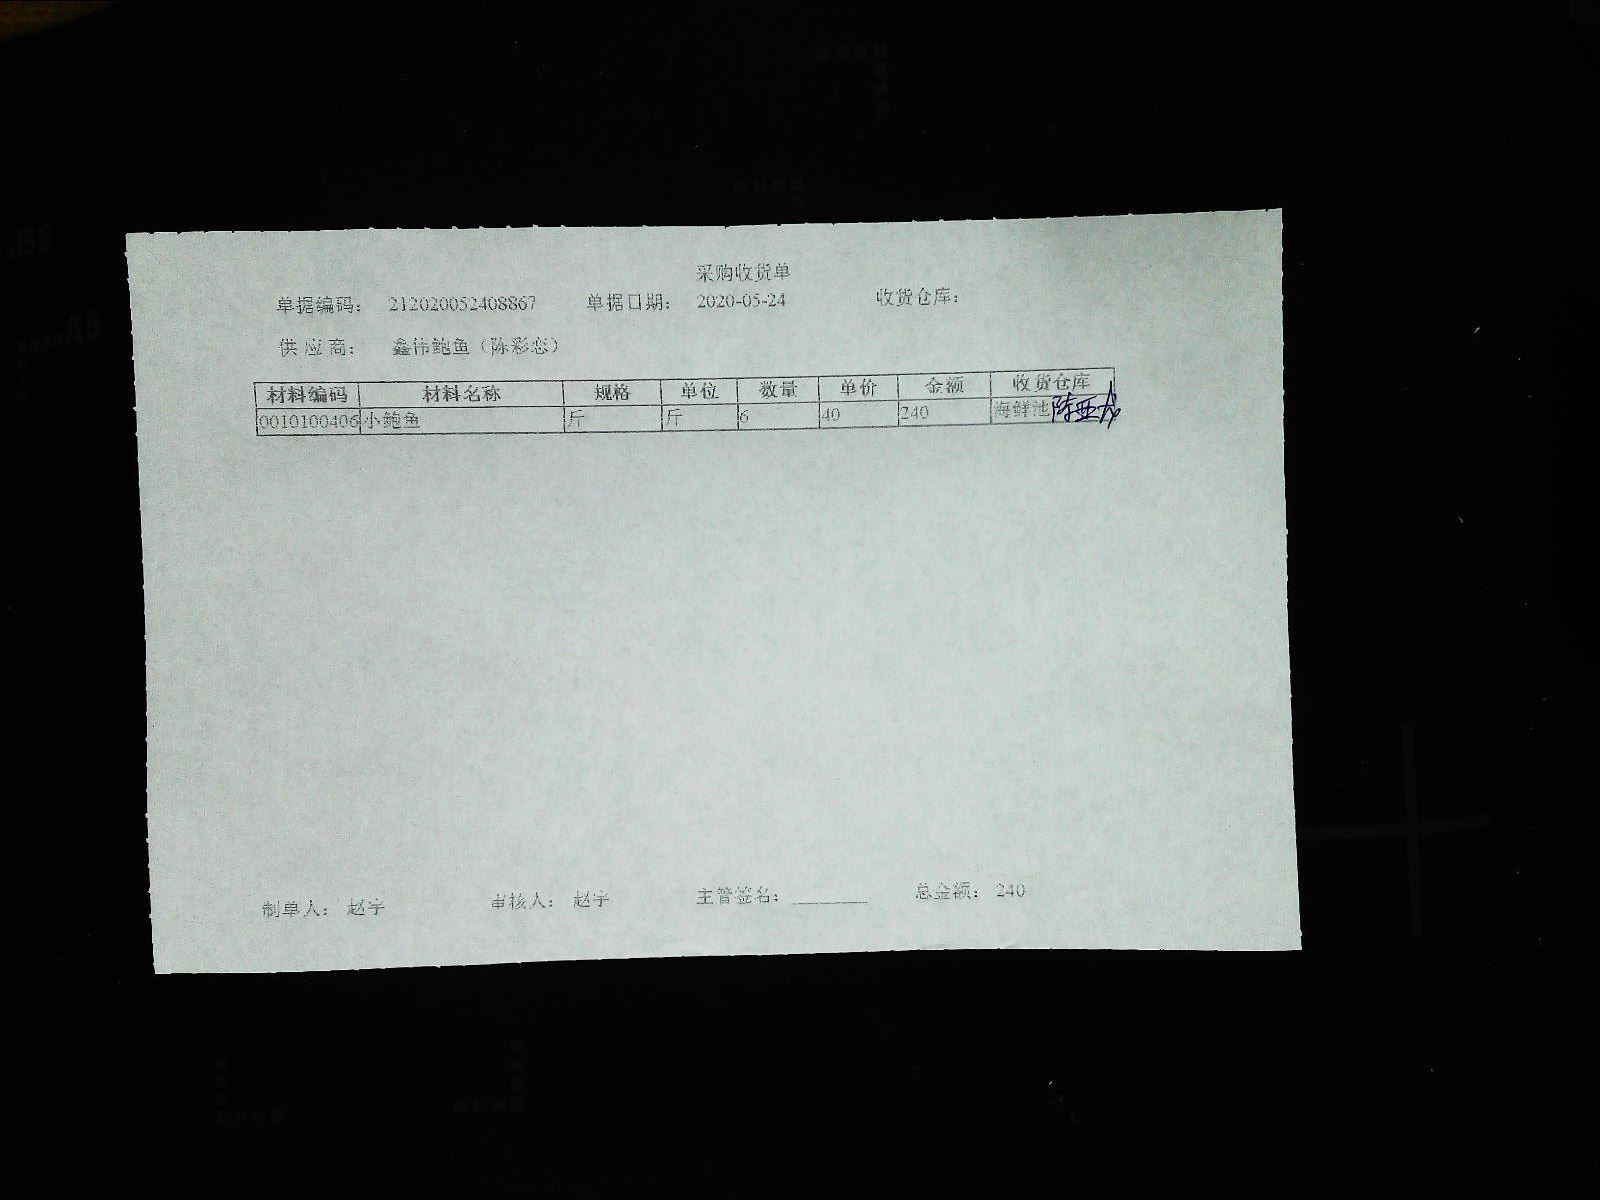 采购收货单
单据编码： 212020052408867 单据日期： 2020-05-24 收货仓库：
供应商： 鑫伟鲍鱼（陈彩恋）
材料编码 材料名称 规格 单位 数量 单价 金额 收货仓库
0010100406 小鲍鱼 斤 斤 6 40 240 海鲜池 陈亚龙
制单人： 赵宇 审核人： 赵宇 主管签名： 总金额： 240